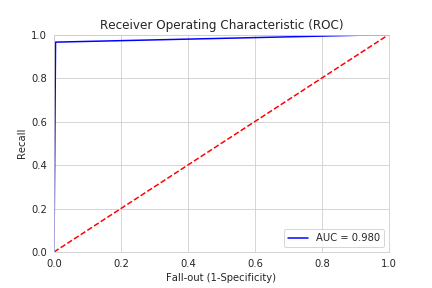 Receiver Operating Characteristic (ROC)
1.0
0.8
0.6
0.4
0.2
0.0
Recall
AUC = 0.980
0.0 0.2 0.4 0.6 0.8 1.0
Fall-out (1-Specificity)